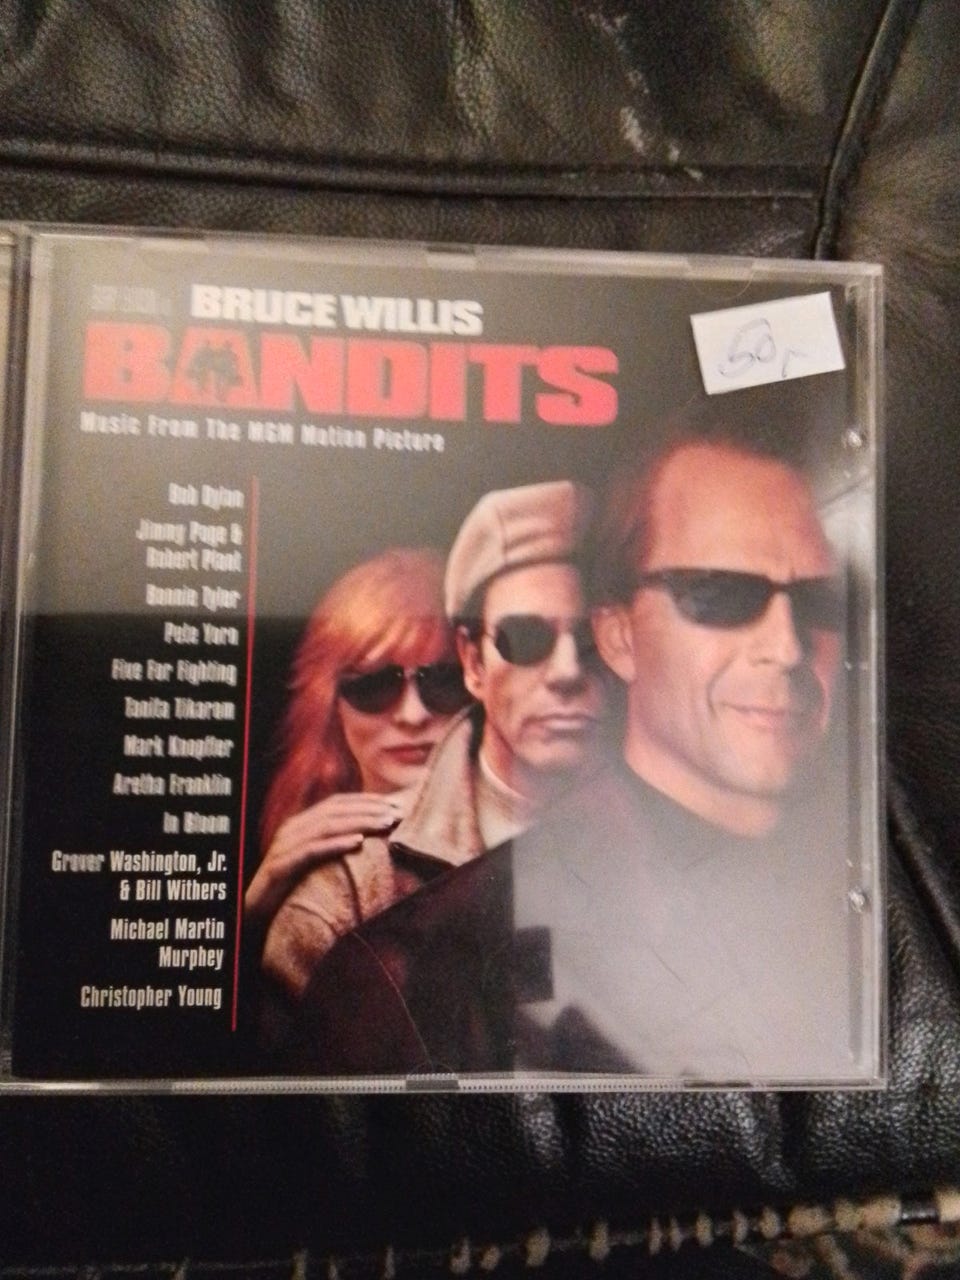 BRUCE WILLIS
BANDITS
Music From The MGM Motion Picture
50,-
Bob Dylan
Jimmy Page &
Robert Plant
Bonnie Tyler
Pete Yorn
Five For Fighting
Tanita Tikaram
Mark Knopfler
Aretha Franklin
In Bloom
Grover Washington, Jr.
& Bill Withers
Michael Martin
Murphey
Christopher Young